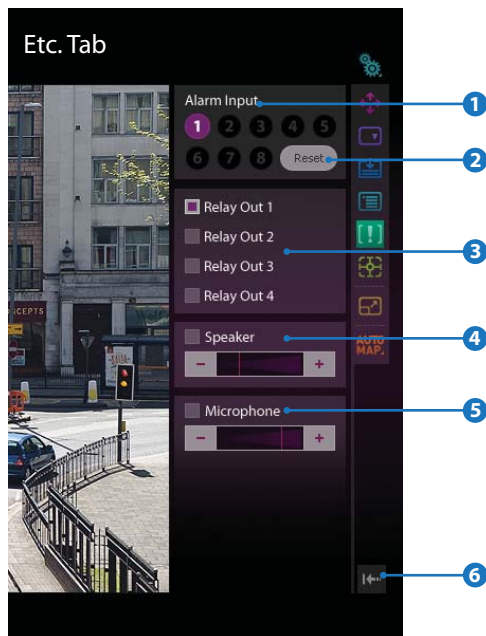 Etc. Tab
Alarm Input
1
1 2 3 4 5
6 7 8 Reset
2
Relay Out 1
Relay Out 2
Relay Out 3
3
Relay Out 4
Speaker
4
- +
Microphone
5
- +
[!]
AUTO
MAP.
6
CEPTS